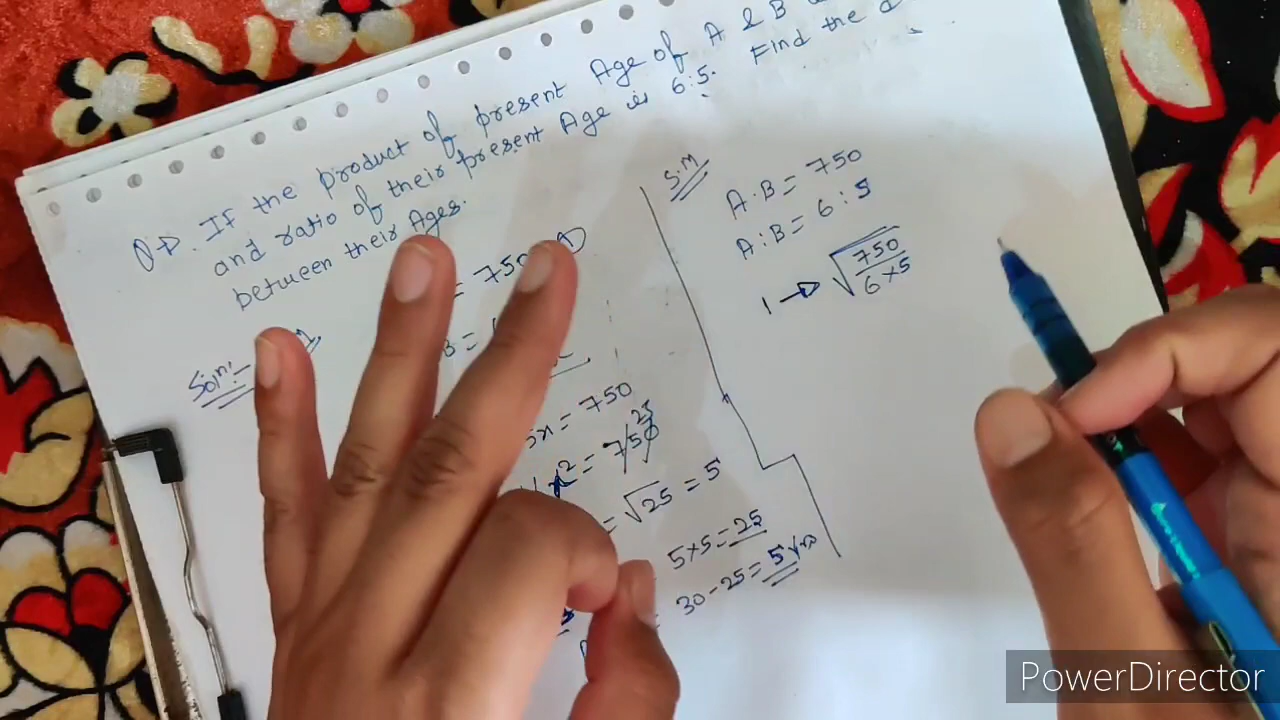 Q. If the product of present Age of A & B
and ratio of their present Age is 6:5. Find the
between their Ages.
Soln:-
= 750
B =
5x = 750
x² = 750 25
= √25 = 5
5×5 = 25
30-25 = 5 Yrs
S.M
A.B = 750
A:B = 6:5
1 → √750/6×5
PowerDirector